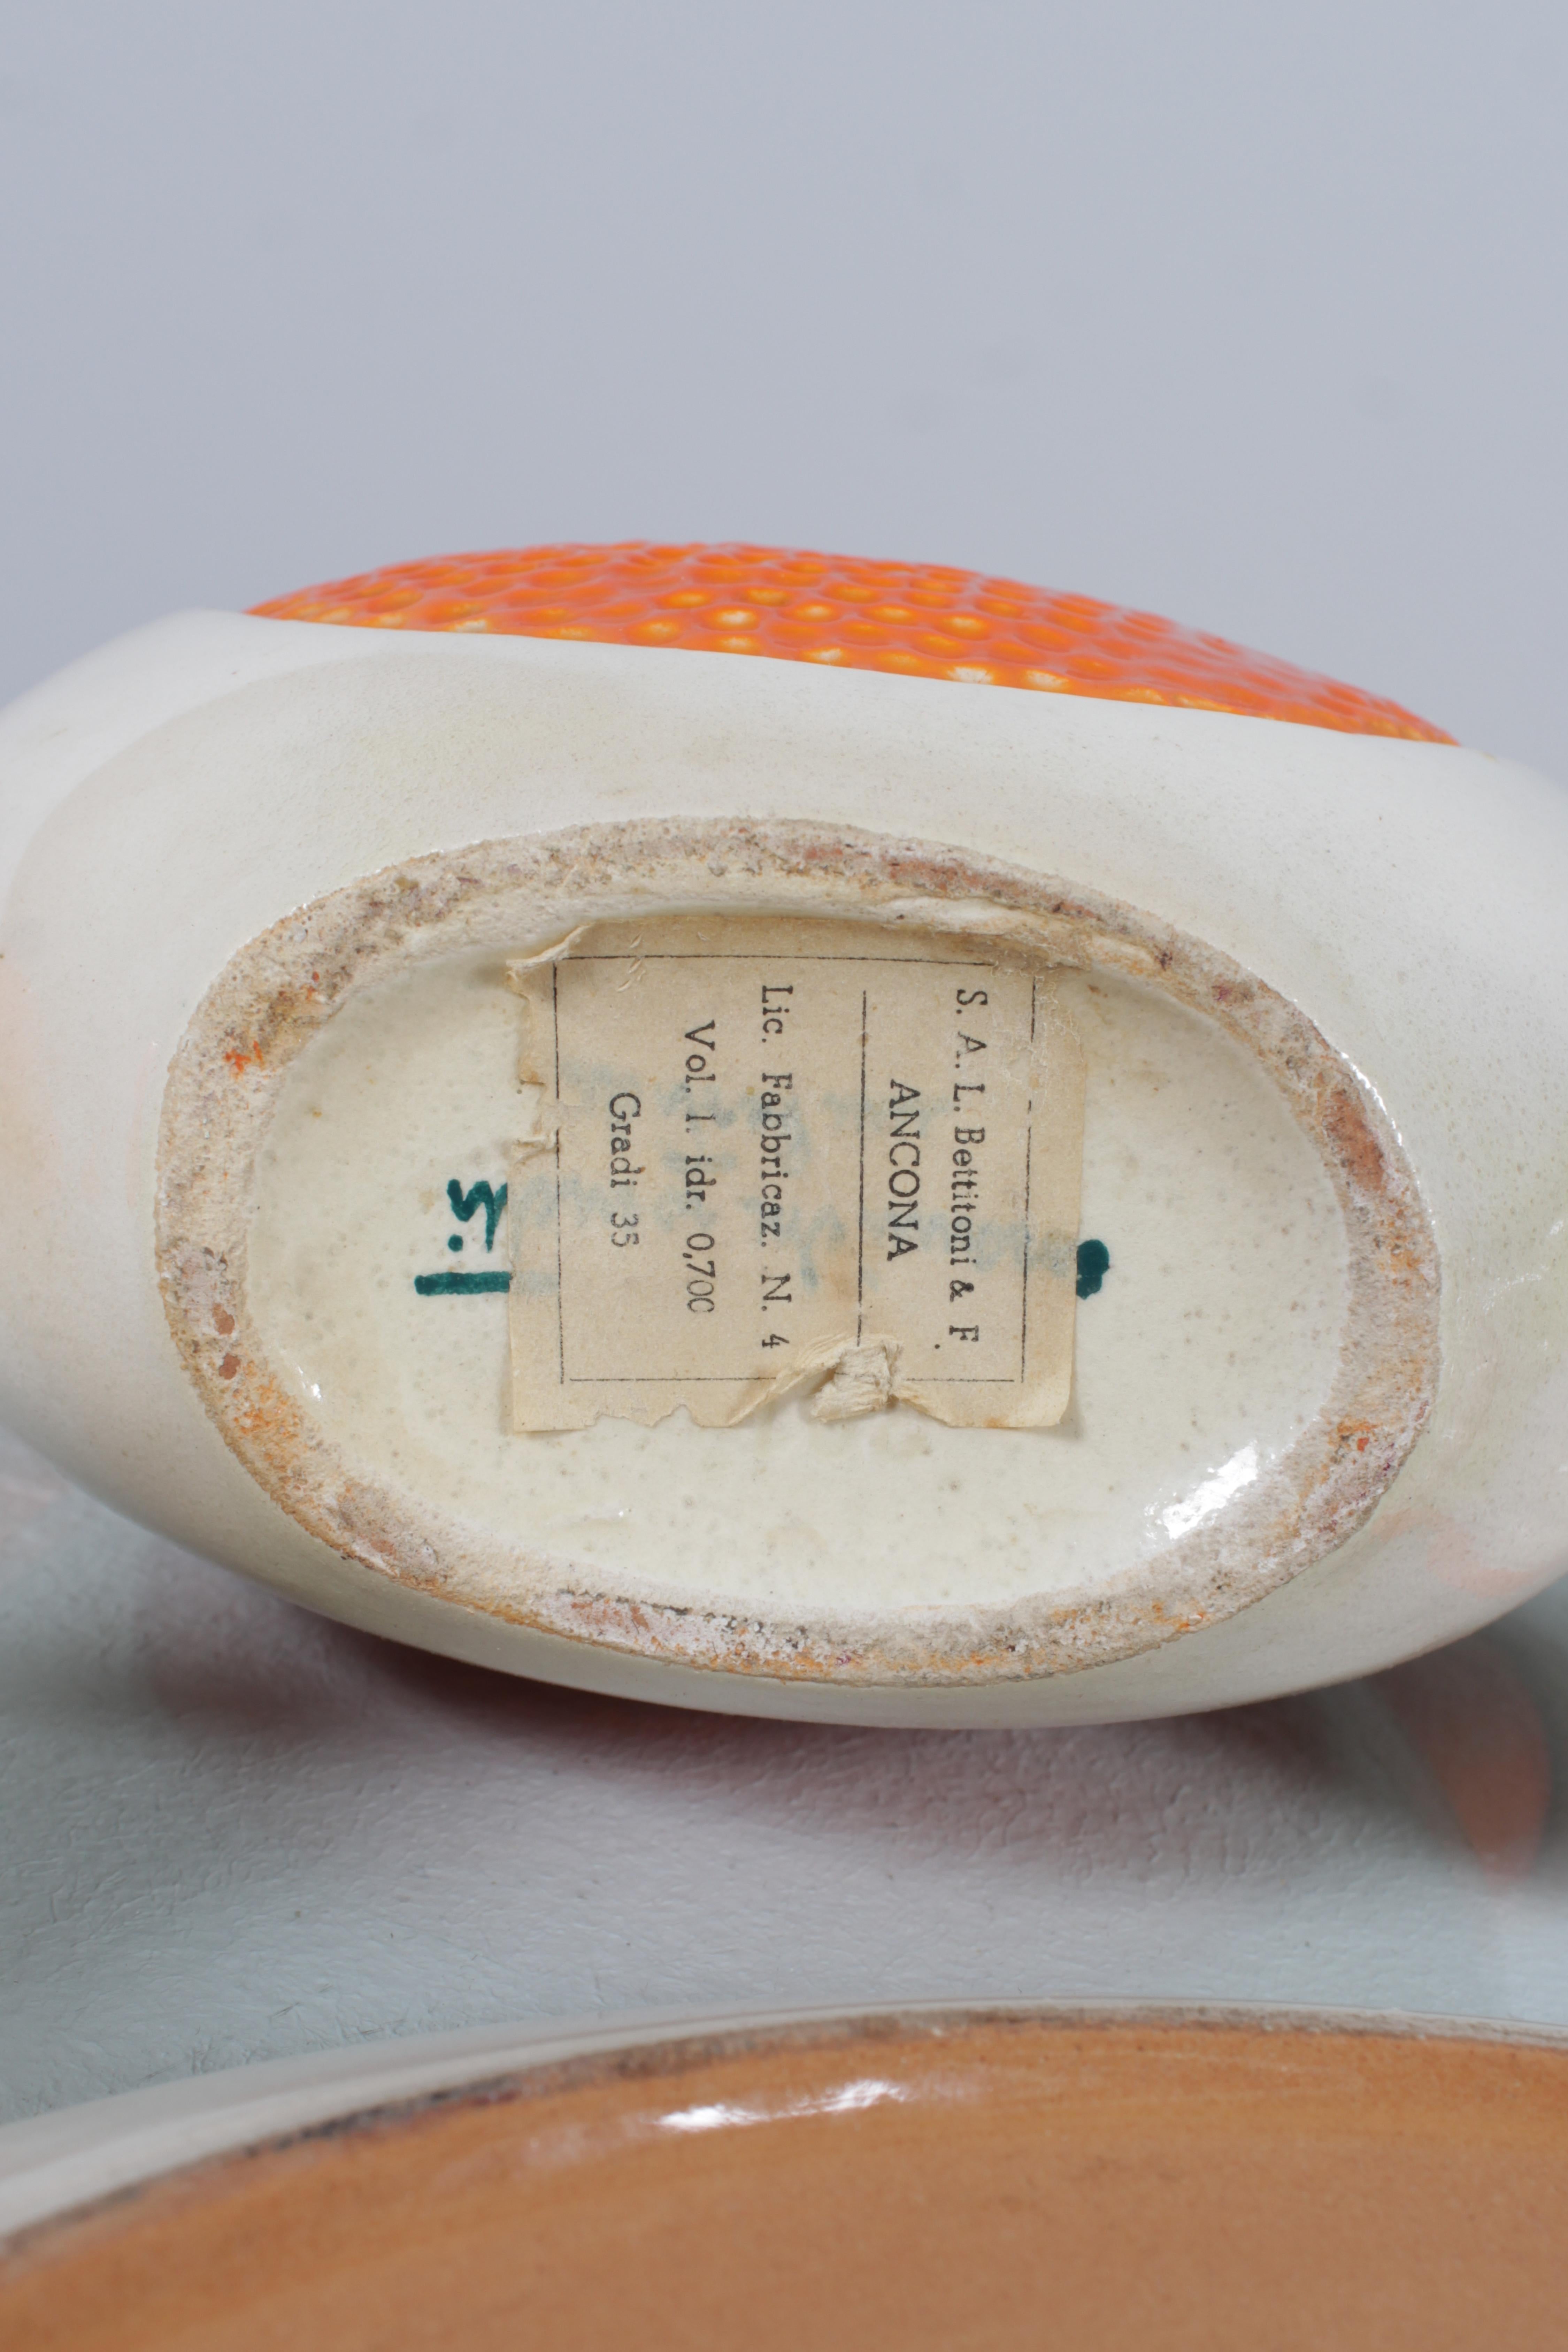 S. A. L. Bettitoni & F.
ANCONA
Lic. Fabbricaz. N. 4
Vol. l. idr. 0,700
Gradi 35